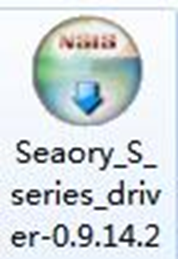 NSIS
Seaory_S_
series_driv
er-0.9.14.2